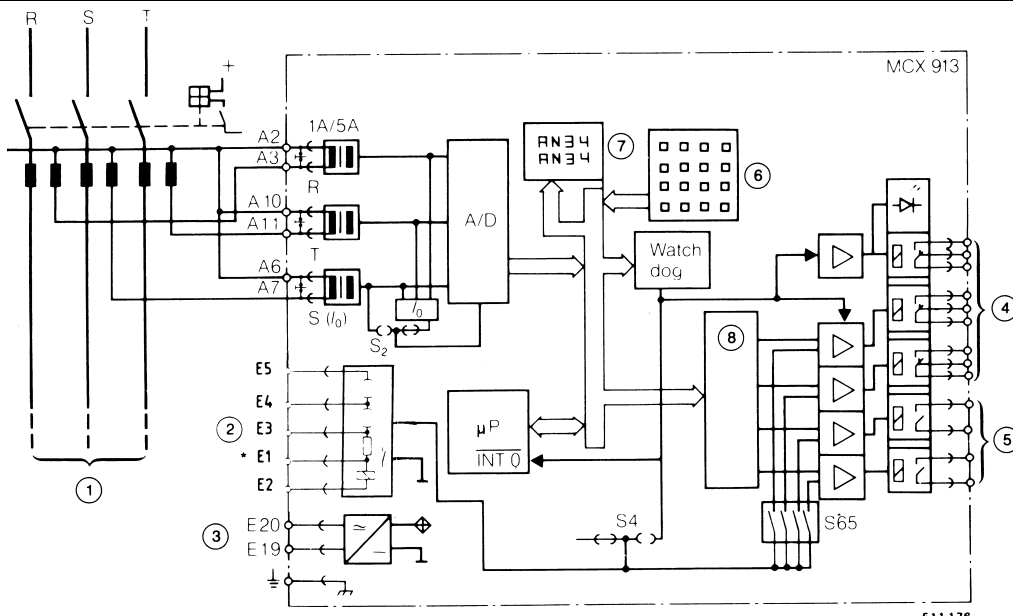 R S T
+
MCX 913
A2 1A/5A
A3
R
A10
A11
T
A6
A7
S (I₀)
I₀
S₂
A/D
AN34
AN34
7
6
Watch
dog
8
4
5
E5
E4
2 E3
* E1
E2
µP
INT Q
3 E20
E19
S4
S65
1